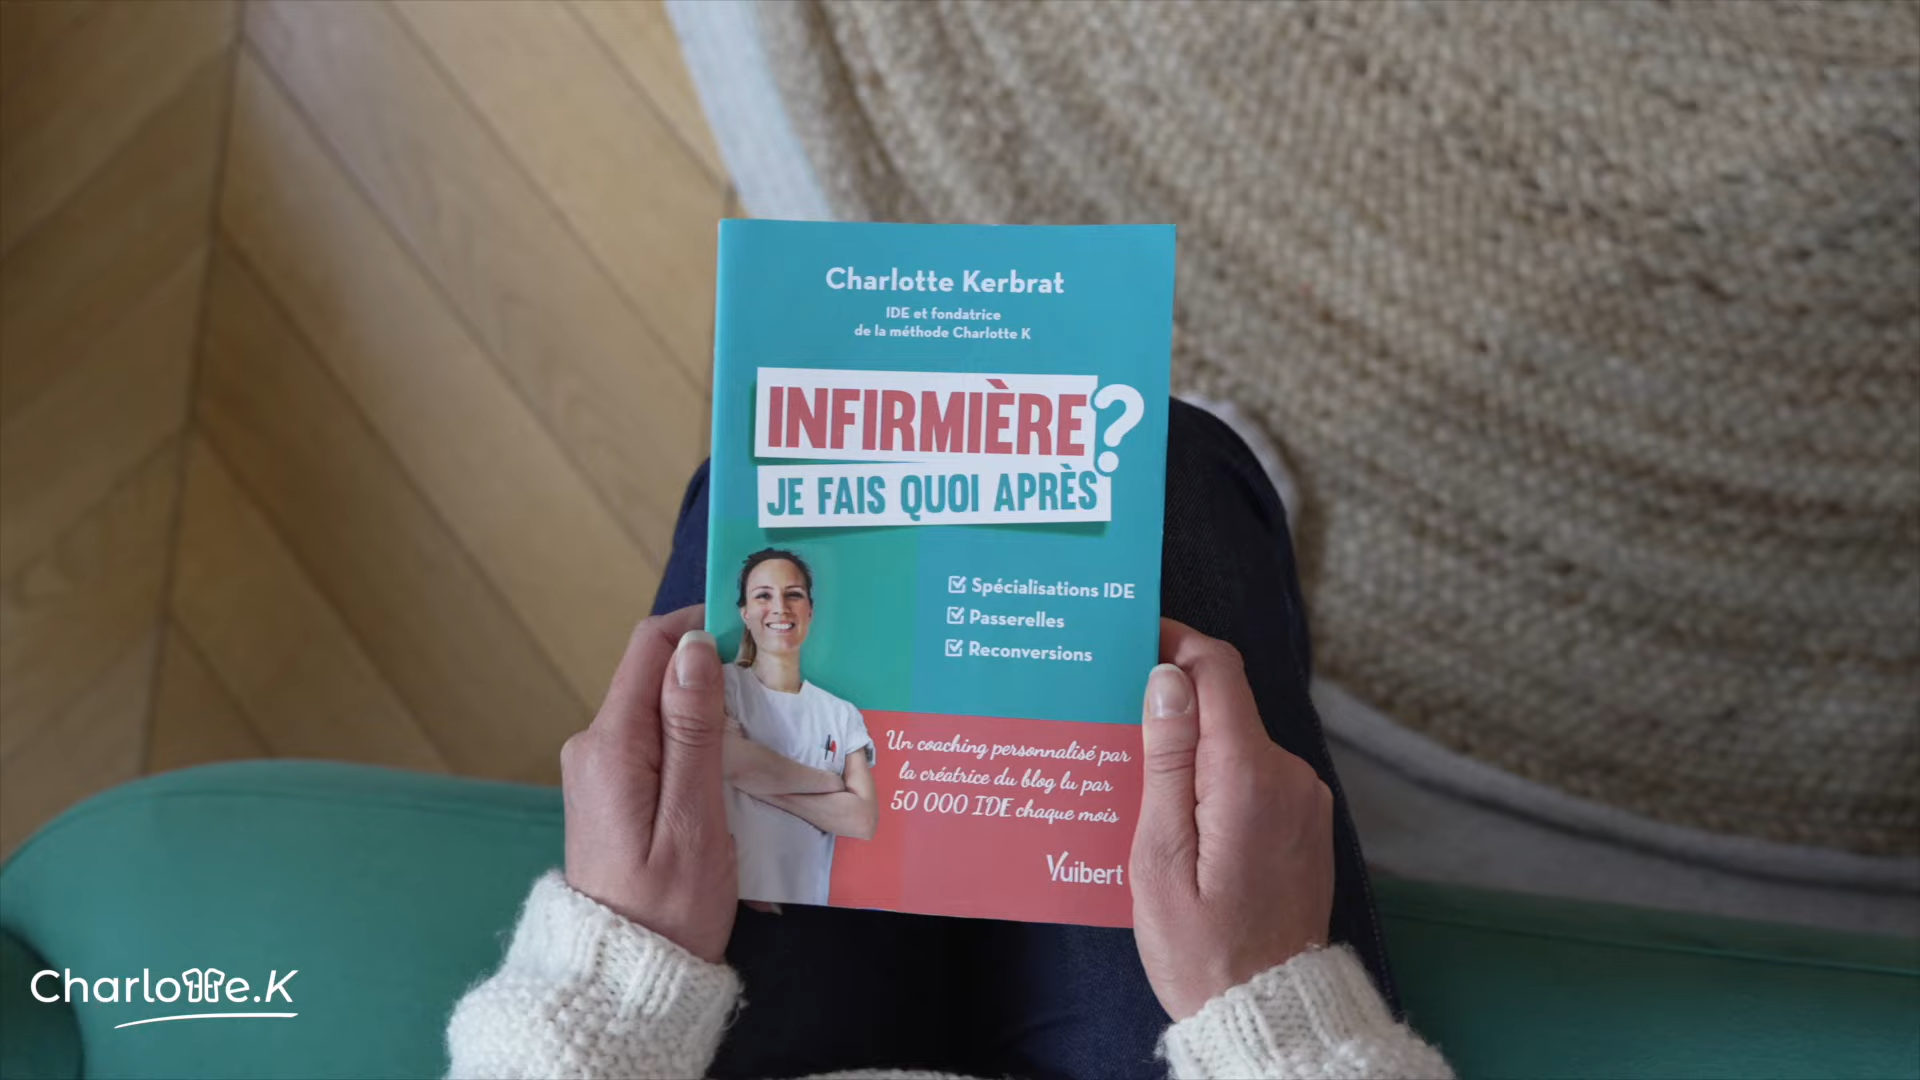 Charlotte Kerbrat
IDE et fondatrice
de la méthode Charlotte K
INFIRMIÈRE ?
JE FAIS QUOI APRÈS
Spécialisations IDE
Passerelles
Reconversions
Un coaching personnalisé par
la créatrice du blog lu par
50 000 IDE chaque mois
Vuibert
Charlotte.K